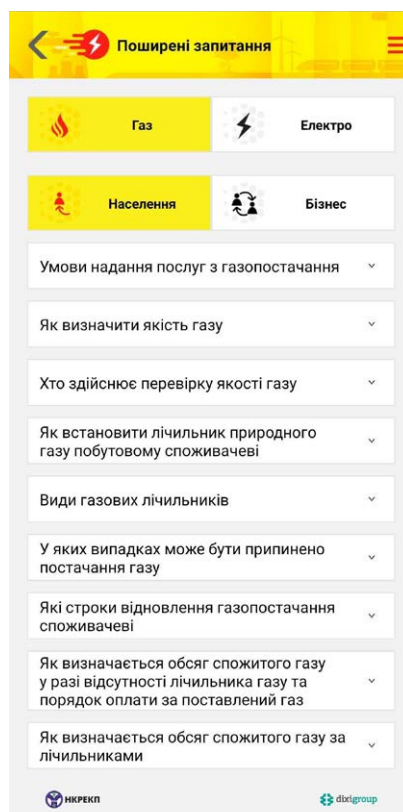 Поширені запитання
Газ
Електро
Населення
Бізнес
Умови надання послуг з газопостачання
Як визначити якість газу
Хто здійснює перевірку якості газу
Як встановити лічильник природного
газу побутовому споживачеві
Види газових лічильників
У яких випадках може бути припинено
постачання газу
Які строки відновлення газопостачання
споживачеві
Як визначається обсяг спожитого газу
у разі відсутності лічильника газу та
порядок оплати за поставлений газ
Як визначається обсяг спожитого газу за
лічильниками
НКРЕКП
dixigroup